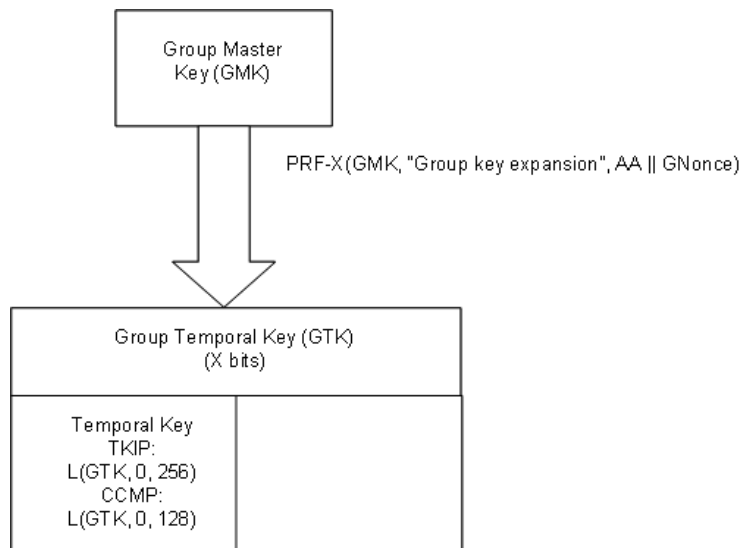 Group Master
Key (GMK)
PRF-X(GMK, "Group key expansion", AA || GNonce)
Group Temporal Key (GTK)
(X bits)
Temporal Key
TKIP:
L(GTK, 0, 256)
CCMP:
L(GTK, 0, 128)